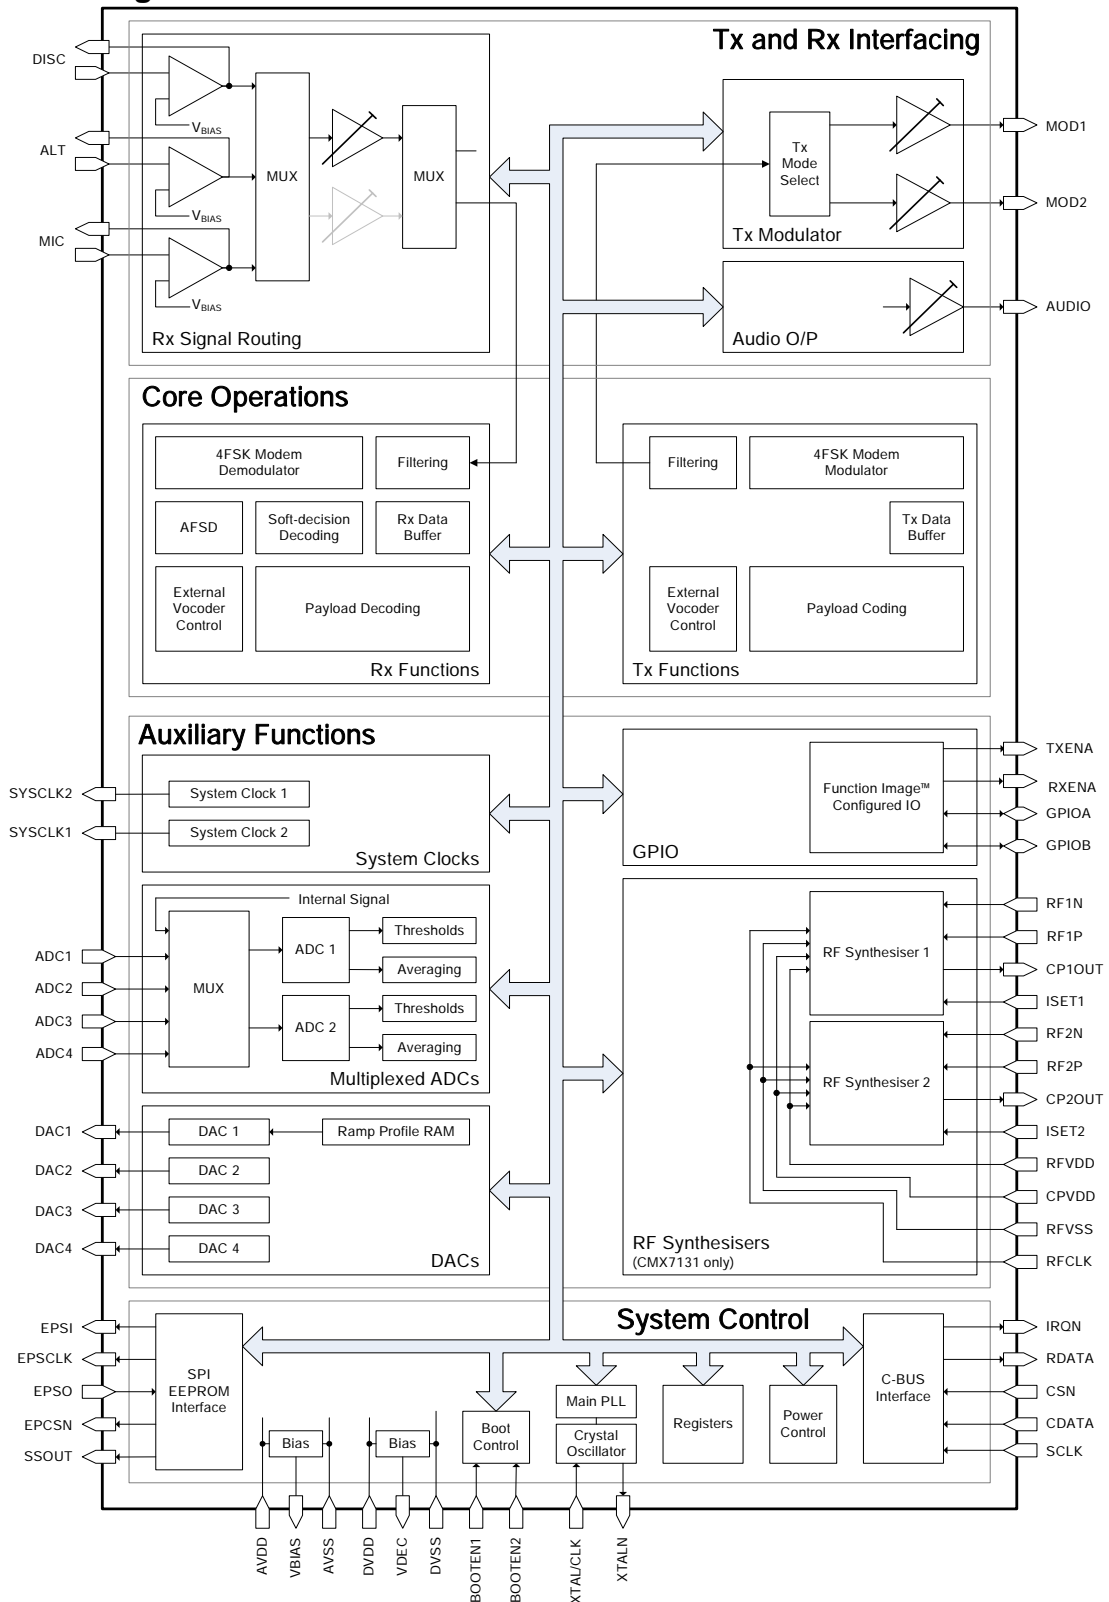 Tx and Rx Interfacing
DISC
ALT
MIC
VBIAS
VBIAS
VBIAS
MUX
MUX
Rx Signal Routing
Tx
Mode
Select
Tx Modulator
Audio O/P
MOD1
MOD2
AUDIO
Core Operations
4FSK Modem
Demodulator
Filtering
AFSD
Soft-decision
Decoding
Rx Data
Buffer
External
Vocoder
Control
Payload Decoding
Rx Functions
Filtering
4FSK Modem
Modulator
Tx Data
Buffer
External
Vocoder
Control
Payload Coding
Tx Functions
Auxiliary Functions
SYSCLK2
SYSCLK1
System Clock 1
System Clock 2
System Clocks
Function Image™
Configured IO
GPIO
TXENA
RXENA
GPIOA
GPIOB
Internal Signal
ADC1
ADC2
ADC3
ADC4
MUX
ADC 1
ADC 2
Thresholds
Averaging
Thresholds
Averaging
Multiplexed ADCs
DAC1
DAC2
DAC3
DAC4
DAC 1
Ramp Profile RAM
DAC 2
DAC 3
DAC 4
DACs
RF Synthesiser 1
RF Synthesiser 2
RF Synthesisers
(CMX7131 only)
RF1N
RF1P
CP1OUT
ISET1
RF2N
RF2P
CP2OUT
ISET2
RFVDD
CPVDD
RFVSS
RFCLK
System Control
EPSI
EPSCLK
EPSO
EPCSN
SSOUT
SPI
EEPROM
Interface
Bias
Bias
Boot
Control
Main PLL
Crystal
Oscillator
Registers
Power
Control
C-BUS
Interface
IRQN
RDATA
CSN
CDATA
SCLK
AVDD
VBIAS
AVSS
DVDD
VDEC
DVSS
BOOTEN1
BOOTEN2
XTAL/CLK
XTALN